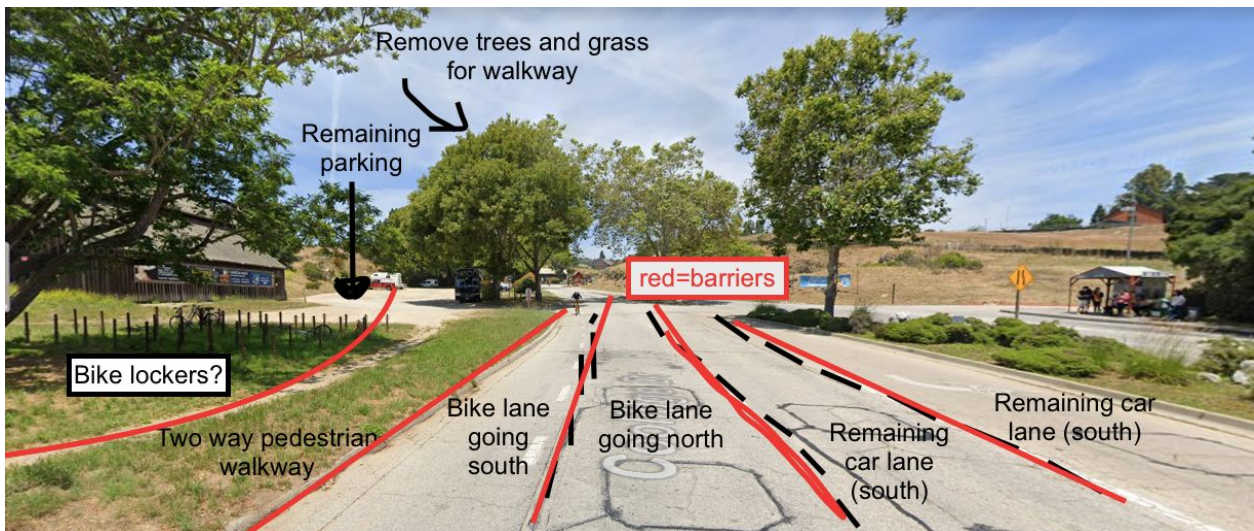 Remove trees and grass
for walkway
Remaining
parking
red=barriers
Bike lockers?
Two way pedestrian
walkway
Bike lane
going
south
Bike lane
going north
Remaining
car lane
(south)
Remaining car
lane (south)